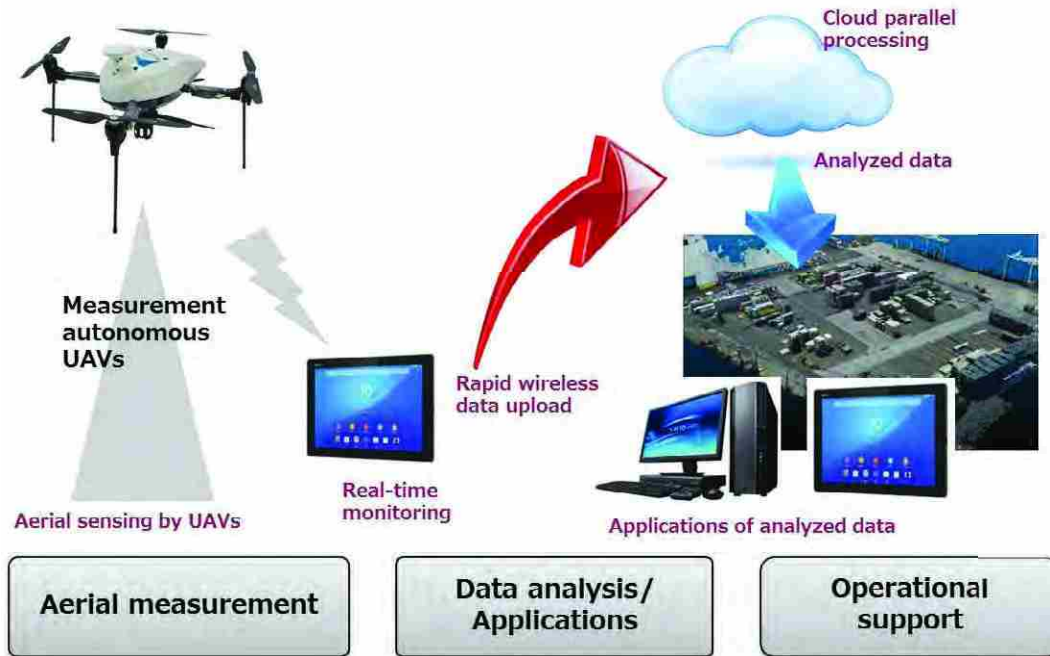 Cloud parallel
processing
Analyzed data
Measurement
autonomous
UAVs
Rapid wireless
data upload
Real-time
monitoring
Aerial sensing by UAVs
Applications of analyzed data
Aerial measurement
Data analysis/
Applications
Operational
support